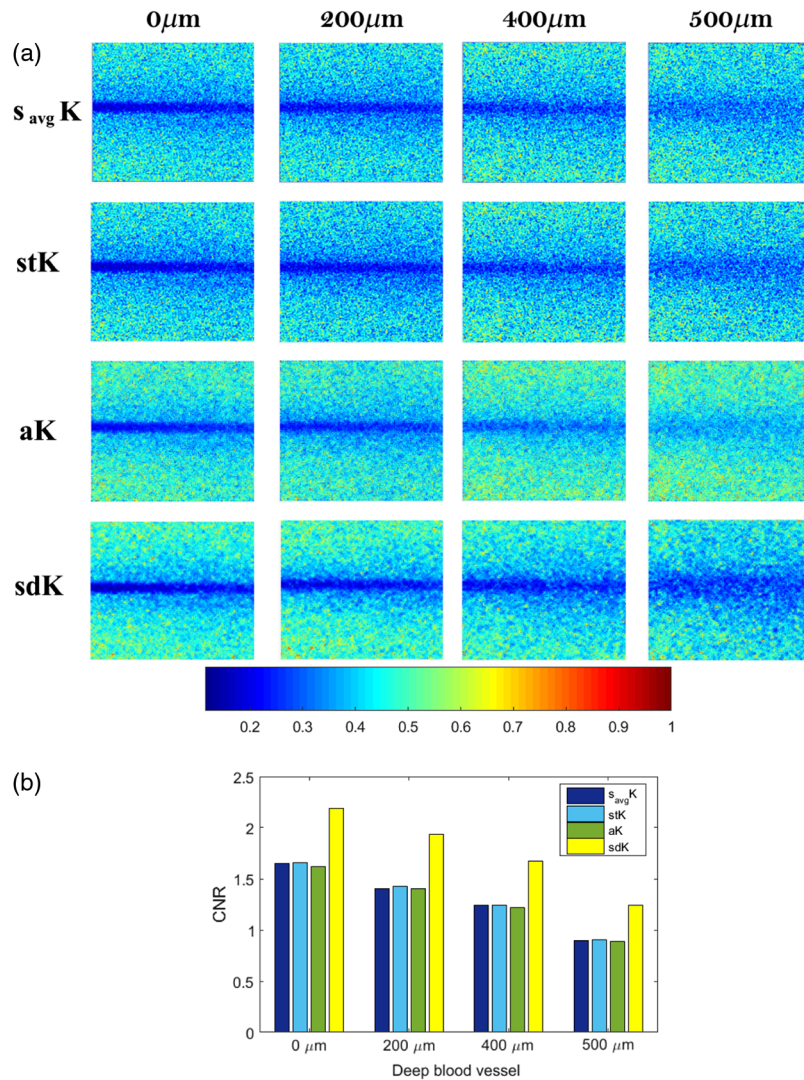 0μm 200μm 400μm 500μm
(a)
s avg K
stK
aK
sdK
0.2 0.3 0.4 0.5 0.6 0.7 0.8 0.9 1
(b)
2.5
2
1.5
1
0.5
0
CNR
savgK
stK
aK
sdK
0 μm 200 μm 400 μm 500 μm
Deep blood vessel